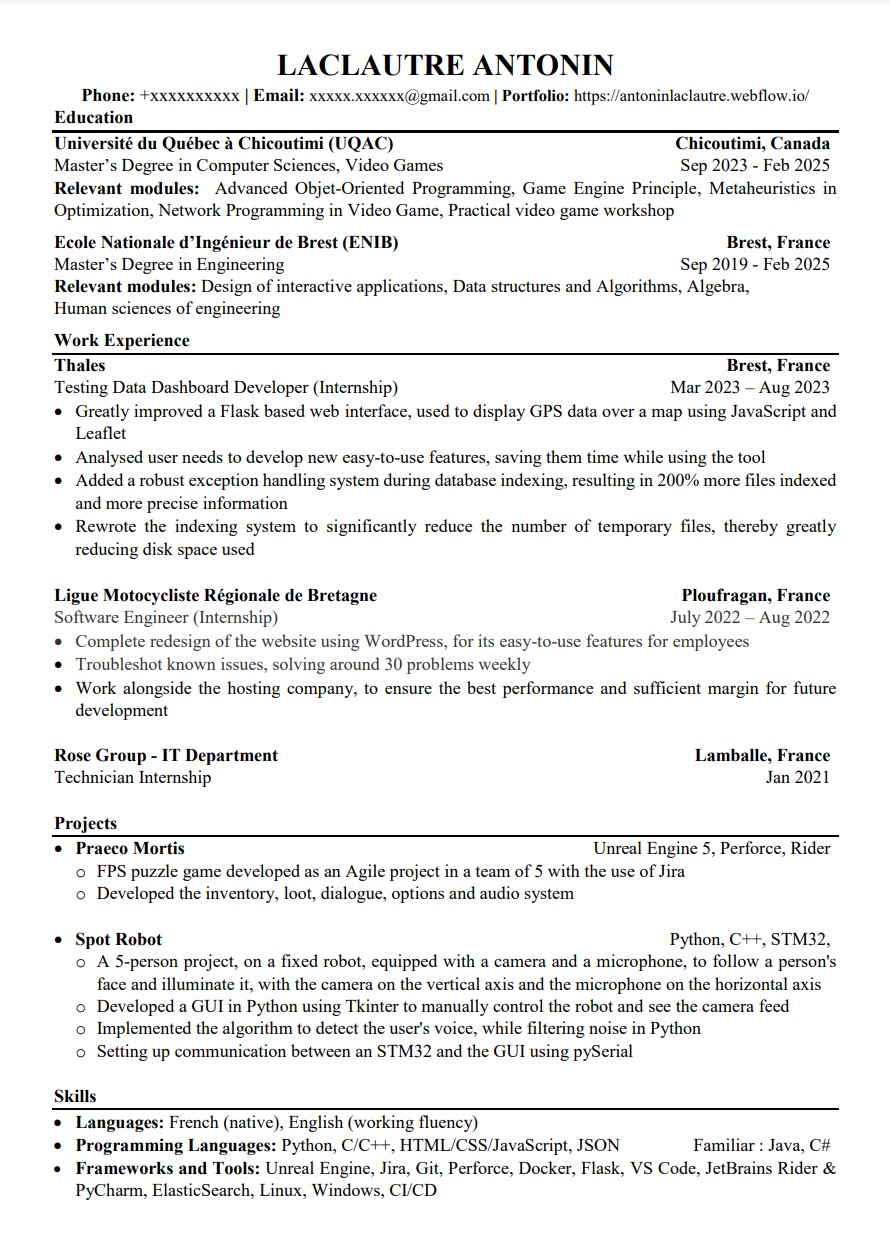 LACLAUTRE ANTONIN
Phone: +xxxxxxxxxx | Email: xxxxx.xxxxxx@gmail.com | Portfolio: https://antoninlaclautre.webflow.io/
Education
Université du Québec à Chicoutimi (UQAC) Chicoutimi, Canada
Master’s Degree in Computer Sciences, Video Games Sep 2023 - Feb 2025
Relevant modules: Advanced Objet-Oriented Programming, Game Engine Principle, Metaheuristics in
Optimization, Network Programming in Video Game, Practical video game workshop
Ecole Nationale d’Ingénieur de Brest (ENIB) Brest, France
Master’s Degree in Engineering Sep 2019 - Feb 2025
Relevant modules: Design of interactive applications, Data structures and Algorithms, Algebra,
Human sciences of engineering
Work Experience
Thales Brest, France
Testing Data Dashboard Developer (Internship) Mar 2023 – Aug 2023
• Greatly improved a Flask based web interface, used to display GPS data over a map using JavaScript and
Leaflet
• Analysed user needs to develop new easy-to-use features, saving them time while using the tool
• Added a robust exception handling system during database indexing, resulting in 200% more files indexed
and more precise information
• Rewrote the indexing system to significantly reduce the number of temporary files, thereby greatly
reducing disk space used
Ligue Motocycliste Régionale de Bretagne Ploufragan, France
Software Engineer (Internship) July 2022 – Aug 2022
• Complete redesign of the website using WordPress, for its easy-to-use features for employees
• Troubleshot known issues, solving around 30 problems weekly
• Work alongside the hosting company, to ensure the best performance and sufficient margin for future
development
Rose Group - IT Department Lamballe, France
Technician Internship Jan 2021
Projects
• Praeco Mortis Unreal Engine 5, Perforce, Rider
o FPS puzzle game developed as an Agile project in a team of 5 with the use of Jira
o Developed the inventory, loot, dialogue, options and audio system
• Spot Robot Python, C++, STM32,
o A 5-person project, on a fixed robot, equipped with a camera and a microphone, to follow a person's
face and illuminate it, with the camera on the vertical axis and the microphone on the horizontal axis
o Developed a GUI in Python using Tkinter to manually control the robot and see the camera feed
o Implemented the algorithm to detect the user's voice, while filtering noise in Python
o Setting up communication between an STM32 and the GUI using pySerial
Skills
• Languages: French (native), English (working fluency)
• Programming Languages: Python, C/C++, HTML/CSS/JavaScript, JSON Familiar : Java, C#
• Frameworks and Tools: Unreal Engine, Jira, Git, Perforce, Docker, Flask, VS Code, JetBrains Rider &
PyCharm, ElasticSearch, Linux, Windows, CI/CD